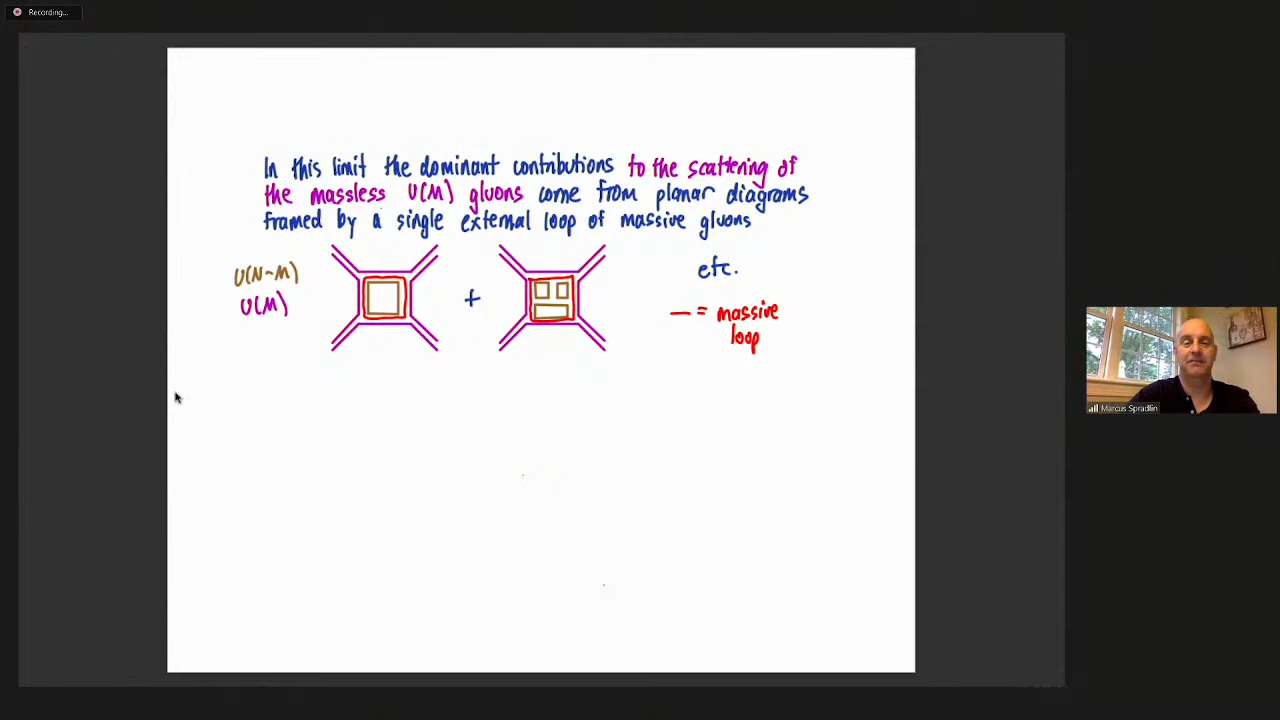 Recording...
In this limit the dominant contributions to the scattering of
the massless U(M) gluons come from planar diagrams
framed by a single external loop of massive gluons
U(N-M)
U(M)
+
etc.
— = massive
loop
Marcus Spradlin